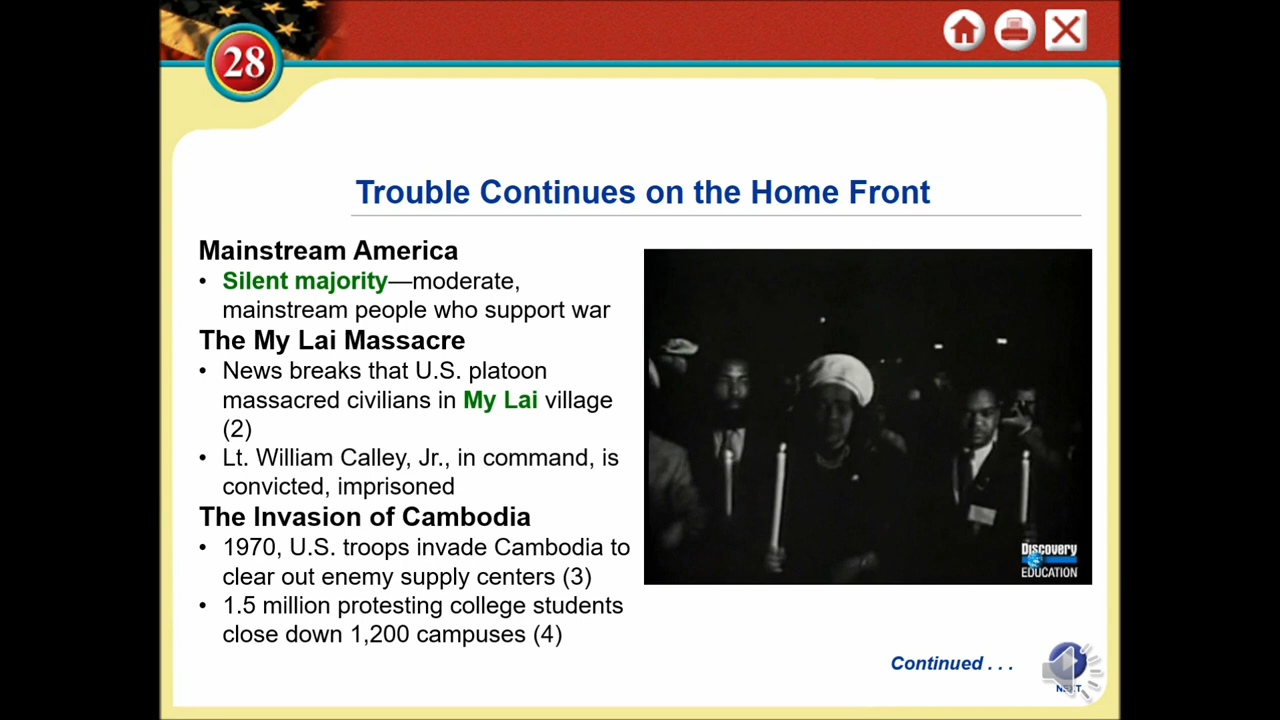 28
Trouble Continues on the Home Front
Mainstream America
• Silent majority—moderate,
mainstream people who support war
The My Lai Massacre
• News breaks that U.S. platoon
massacred civilians in My Lai village
(2)
• Lt. William Calley, Jr., in command, is
convicted, imprisoned
The Invasion of Cambodia
• 1970, U.S. troops invade Cambodia to
clear out enemy supply centers (3)
• 1.5 million protesting college students
close down 1,200 campuses (4)
Discovery
EDUCATION
Continued . . .